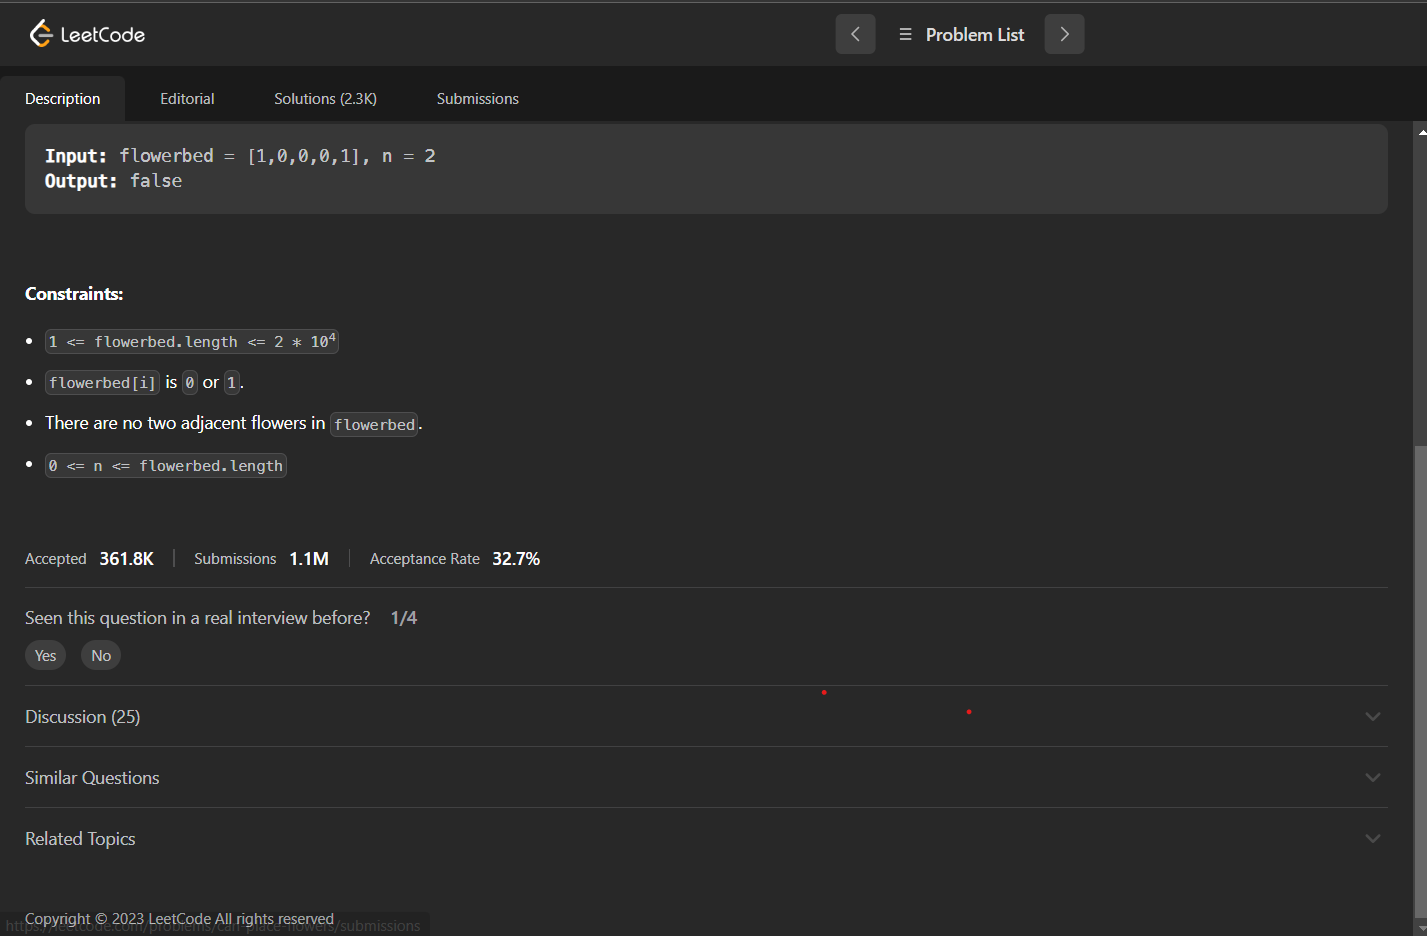 LeetCode
Problem List
Description Editorial Solutions (2.3K) Submissions
Input: flowerbed = [1,0,0,0,1], n = 2
Output: false
Constraints:
• 1 <= flowerbed.length <= 2 * 10⁴
• flowerbed[i] is 0 or 1.
• There are no two adjacent flowers in flowerbed.
• 0 <= n <= flowerbed.length
Accepted 361.8K | Submissions 1.1M | Acceptance Rate 32.7%
Seen this question in a real interview before? 1/4
Yes No
Discussion (25)
Similar Questions
Related Topics
Copyright © 2023 LeetCode All rights reserved
https://leetcode.com/problems/can-place-flowers/submissions